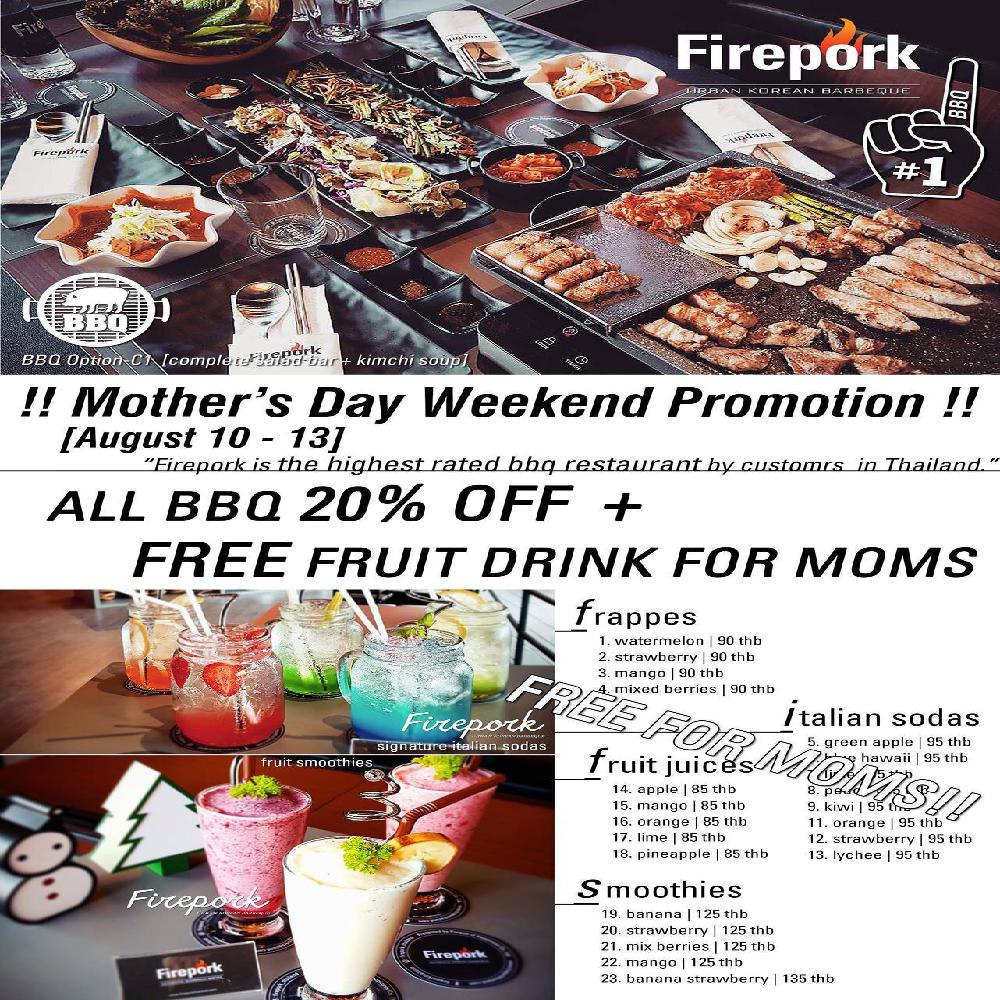 Firepork
URBAN KOREAN BARBEQUE
BBQ
#1
Firepork
Firepork
BBQ
BBQ Option-C1 [complete salad bar + kimchi soup]
!! Mother's Day Weekend Promotion !!
[August 10 - 13]
"Firepork is the highest rated bbq restaurant by customrs in Thailand."
ALL BBQ 20% OFF +
FREE FRUIT DRINK FOR MOMS
Firepork
signature italian sodas
fruit smoothies
Firepork
Firepork
Firepork
frappes
1. watermelon | 90 thb
2. strawberry | 90 thb
3. mango | 90 thb
4. mixed berries | 90 thb
FREE FOR MOMS!!
italian sodas
5. green apple | 95 thb
hawaii | 95 thb
8.
9. kiwi | 95 thb
11. orange | 95 thb
12. strawberry | 95 thb
13. lychee | 95 thb
fruit juices
14. apple | 85 thb
15. mango | 85 thb
16. orange | 85 thb
17. lime | 85 thb
18. pineapple | 85 thb
smoothies
19. banana | 125 thb
20. strawberry | 125 thb
21. mix berries | 125 thb
22. mango | 125 thb
23. banana strawberry | 135 thb